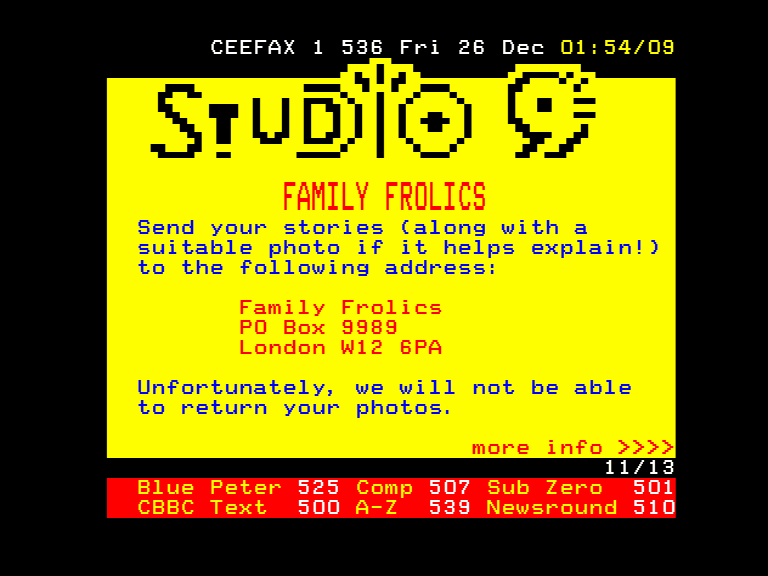 CEEFAX 1 536 Fri 26 Dec 01:54/09
STUDIO 9
FAMILY FROLICS
Send your stories (along with a
suitable photo if it helps explain!)
to the following address:
Family Frolics
PO Box 9989
London W12 6PA
Unfortunately, we will not be able
to return your photos.
more info >>>>
11/13
Blue Peter 525 Comp 507 Sub Zero 501
CBBC Text 500 A-Z 539 Newsround 510